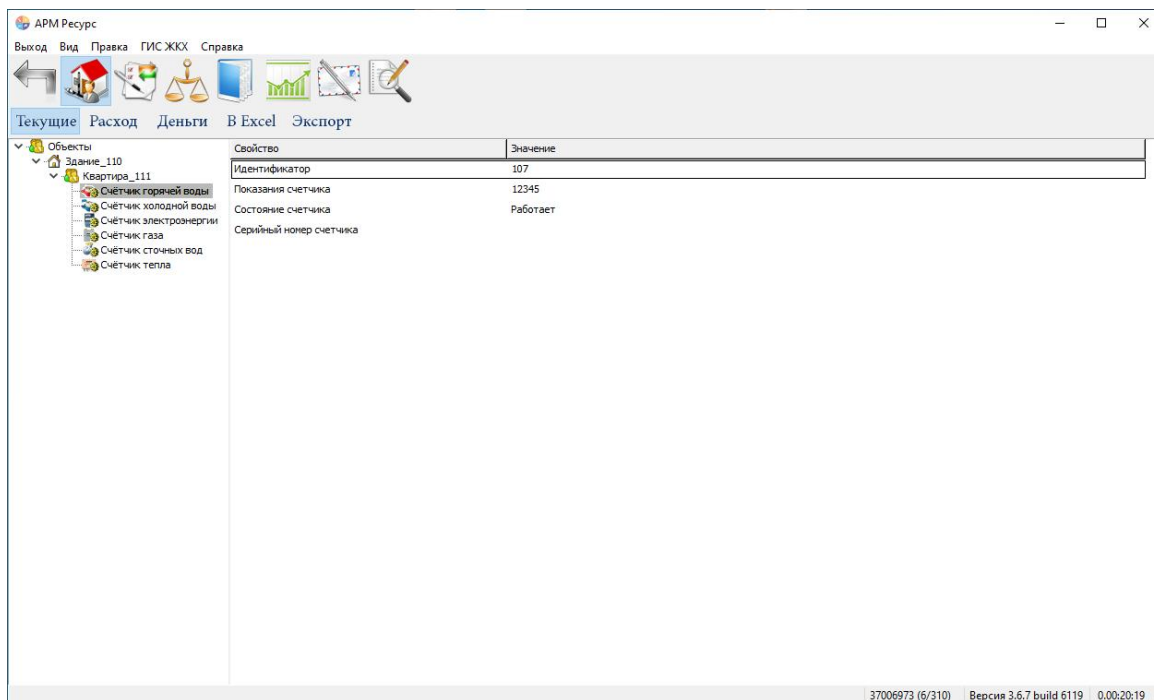 АРМ Ресурс
Выход Вид Правка ГИС ЖКХ Справка
Текущие Расход Деньги В Excel Экспорт
Объекты
Здание_110
Квартира_111
Счётчик горячей воды
Счётчик холодной воды
Счётчик электроэнергии
Счётчик газа
Счётчик сточных вод
Счётчик тепла
Свойство Значение
Идентификатор 107
Показания счетчика 12345
Состояние счетчика Работает
Серийный номер счетчика
37006973 (6/310) Версия 3.6.7 build 6119 0.00:20:19